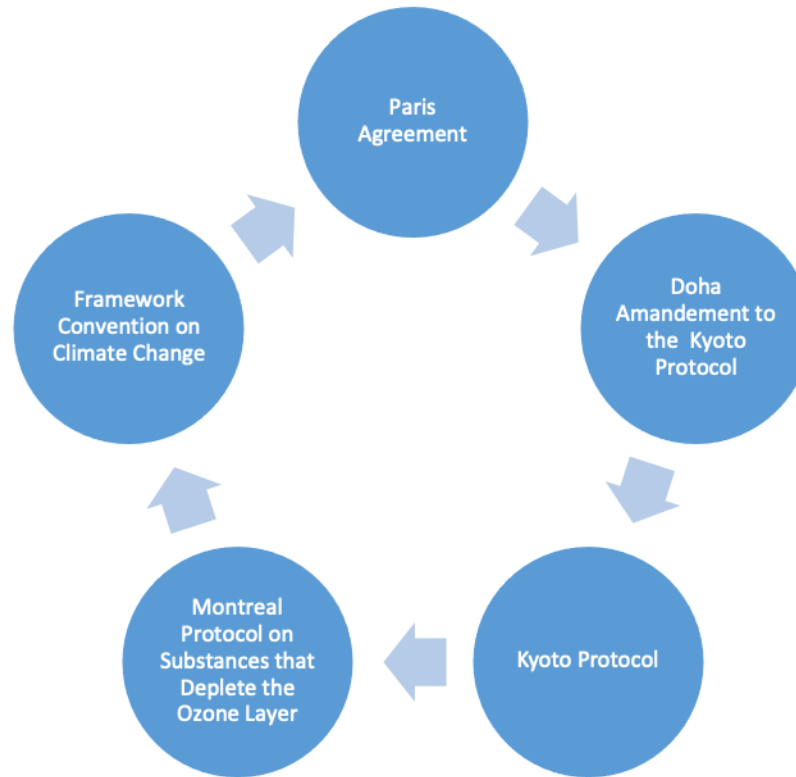 Paris
Agreement
Doha
Amandement to
the Kyoto
Protocol
Kyoto Protocol
Montreal
Protocol on
Substances that
Deplete the
Ozone Layer
Framework
Convention on
Climate Change